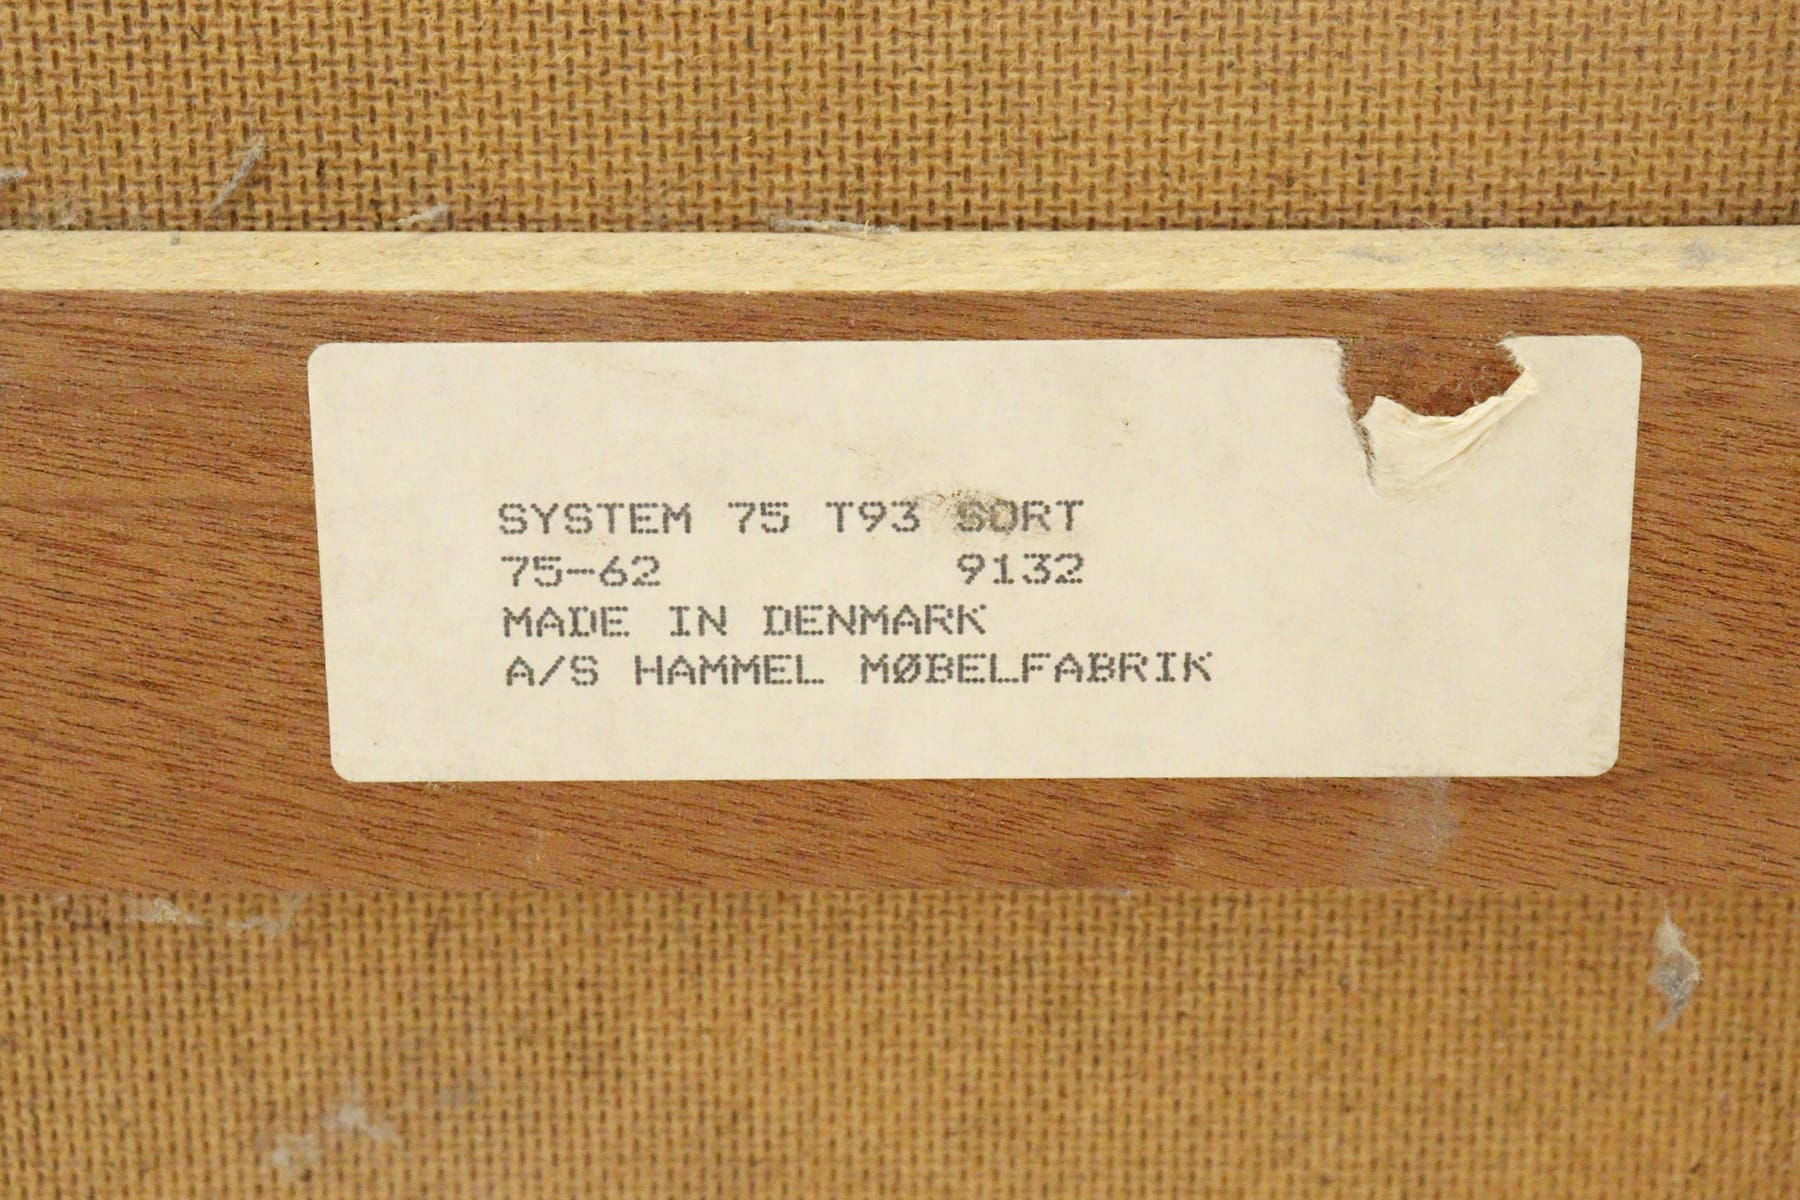 SYSTEM 75 T93 SORT
75-62 9132
MADE IN DENMARK
A/S HAMMEL MØBELFABRIK